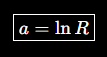 a = ln R